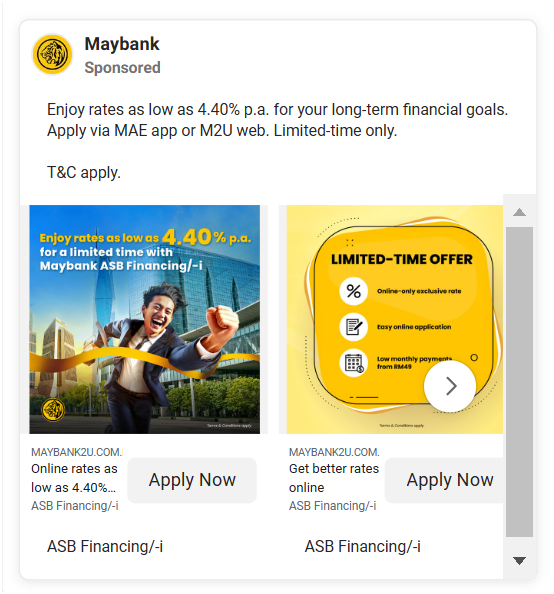 Maybank
Sponsored
Enjoy rates as low as 4.40% p.a. for your long-term financial goals.
Apply via MAE app or M2U web. Limited-time only.
T&C apply.
Enjoy rates as low as 4.40% p.a.
for a limited time with
Maybank ASB Financing/-i
Terms & Conditions apply
LIMITED-TIME OFFER
Online-only exclusive rate
Easy online application
Low monthly payments
from RM49
Terms & Conditions apply
MAYBANK2U.COM.
Online rates as
low as 4.40%...
ASB Financing/-i
Apply Now
MAYBANK2U.COM.
Get better rates
online
ASB Financing/-i
Apply Now
ASB Financing/-i
ASB Financing/-i